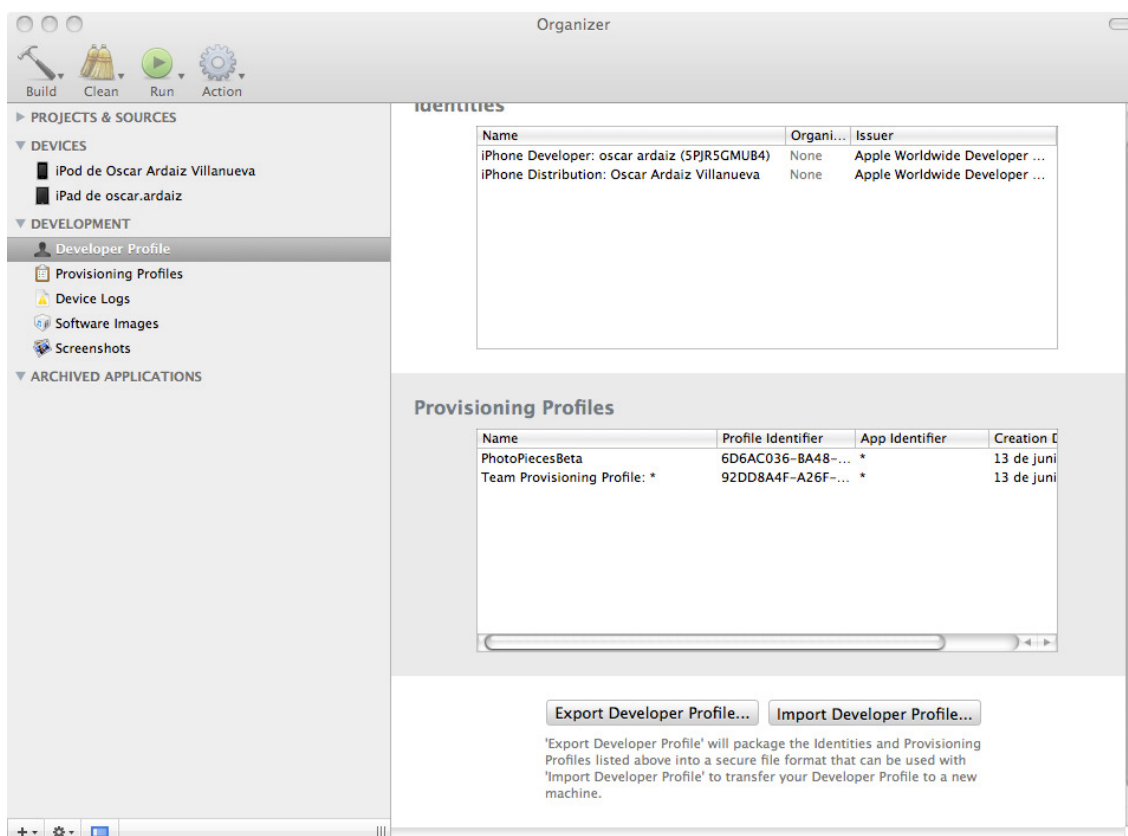 Organizer
Build Clean Run Action
PROJECTS & SOURCES
DEVICES
iPod de Oscar Ardaiz Villanueva
iPad de oscar.ardaiz
DEVELOPMENT
Developer Profile
Provisioning Profiles
Device Logs
Software Images
Screenshots
ARCHIVED APPLICATIONS
Identities
Name Organi... Issuer
iPhone Developer: oscar ardaiz (5PJR5GMUB4) None Apple Worldwide Developer ...
iPhone Distribution: Oscar Ardaiz Villanueva None Apple Worldwide Developer ...
Provisioning Profiles
Name Profile Identifier App Identifier Creation D
PhotoPiecesBeta 6D6AC036-BA48-... * 13 de juni
Team Provisioning Profile: * 92DD8A4F-A26F-... * 13 de juni
Export Developer Profile... Import Developer Profile...
'Export Developer Profile' will package the Identities and Provisioning
Profiles listed above into a secure file format that can be used with
'Import Developer Profile' to transfer your Developer Profile to a new
machine.